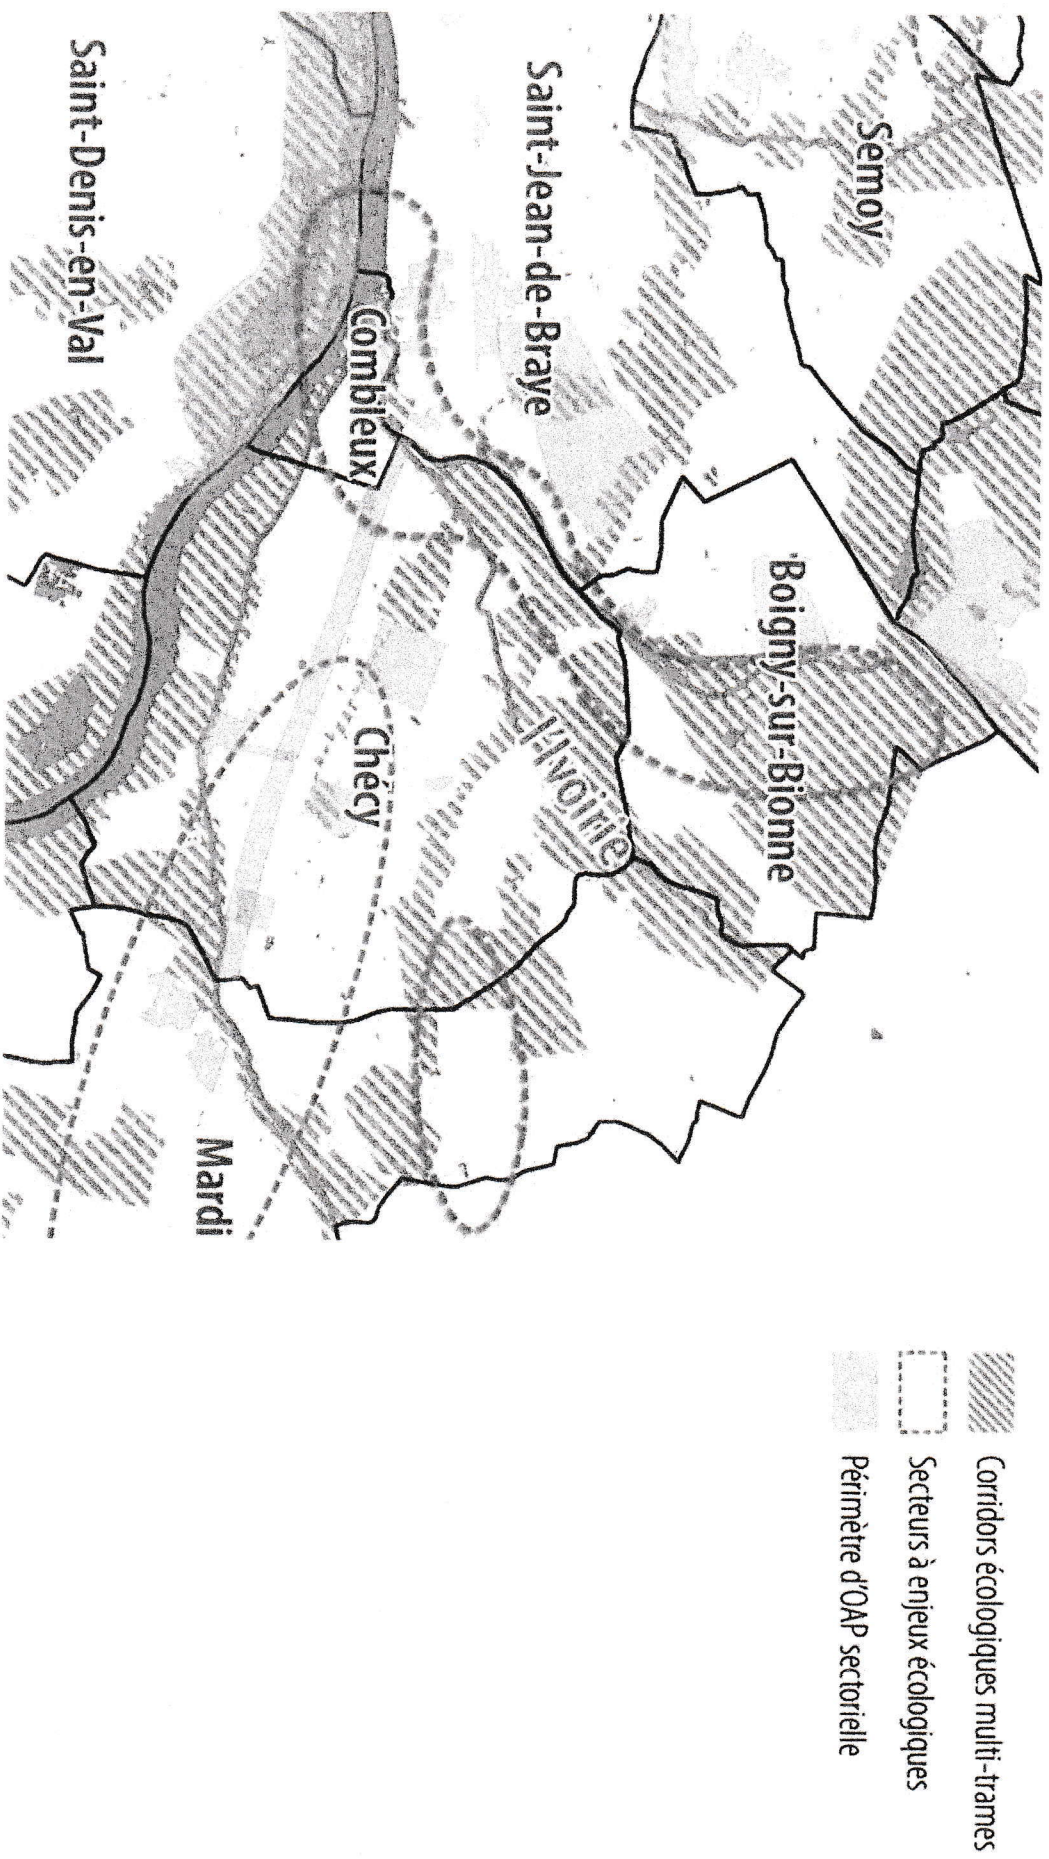 Semoy
Boigny-sur-Bionne
Saint-Jean-de-Braye
L'Ivoirie
Combleux
Chécy
Mardi
Saint-Denis-en-Val
Corridors écologiques multi-trames
Secteurs à enjeux écologiques
Périmètre d'OAP sectorielle